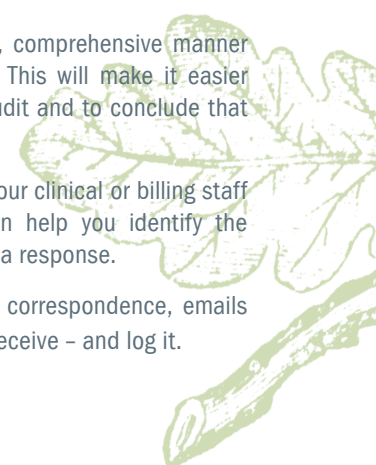 , comprehensive manner
This will make it easier
udit and to conclude that
our clinical or billing staff
n help you identify the
a response.
correspondence, emails
eceive – and log it.